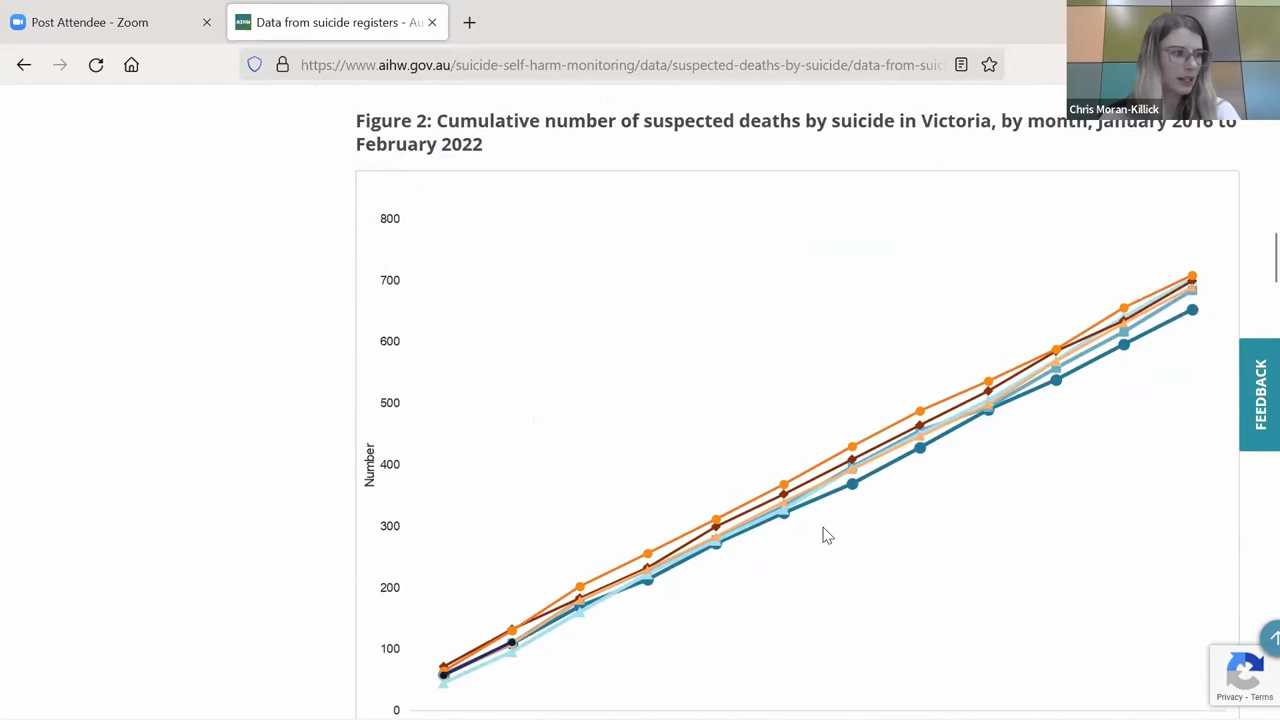 Post Attendee - Zoom
Data from suicide registers - Au
https://www.aihw.gov.au/suicide-self-harm-monitoring/data/suspected-deaths-by-suicide/data-from-suic
Chris Moran-Killick
Figure 2: Cumulative number of suspected deaths by suicide in Victoria, by month, January 2016 to
February 2022
800
700
600
500
400
300
200
100
0
Number
FEEDBACK
Privacy - Terms